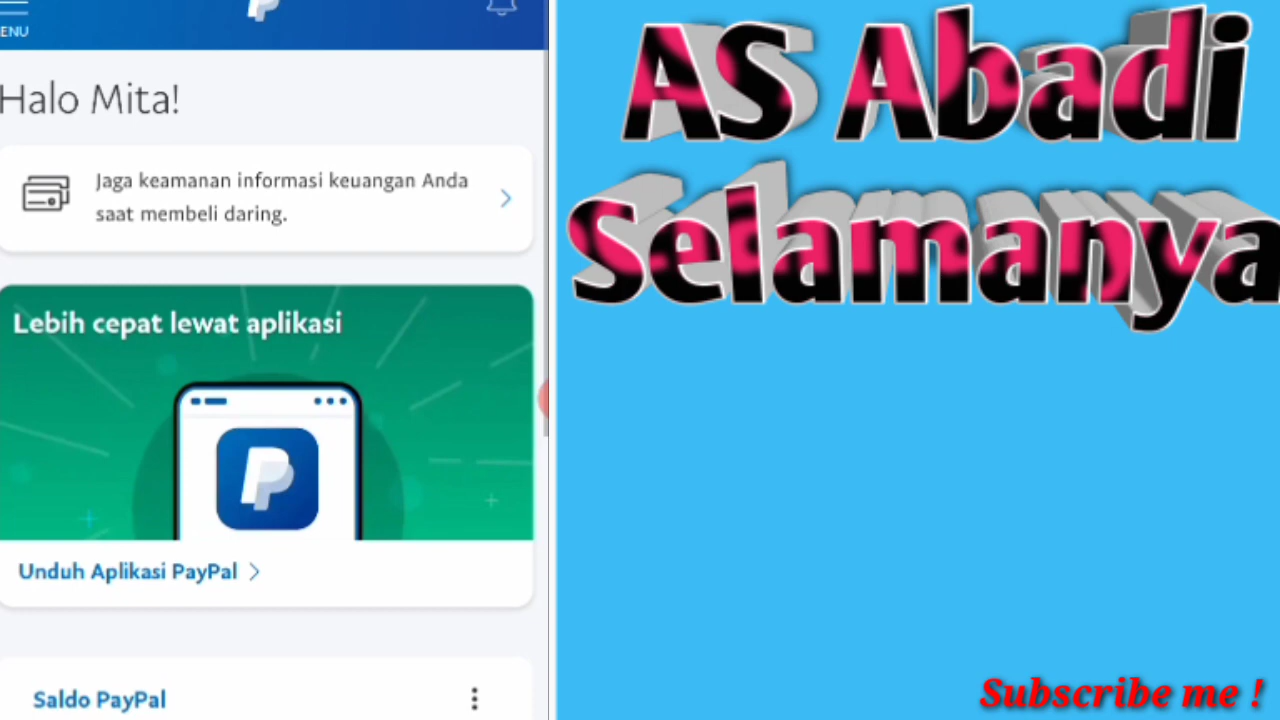 ENU
Halo Mita!
Jaga keamanan informasi keuangan Anda
saat membeli daring.
Lebih cepat lewat aplikasi
Unduh Aplikasi PayPal
Saldo PayPal
AS Abadi
Selamanya
Subscribe me !